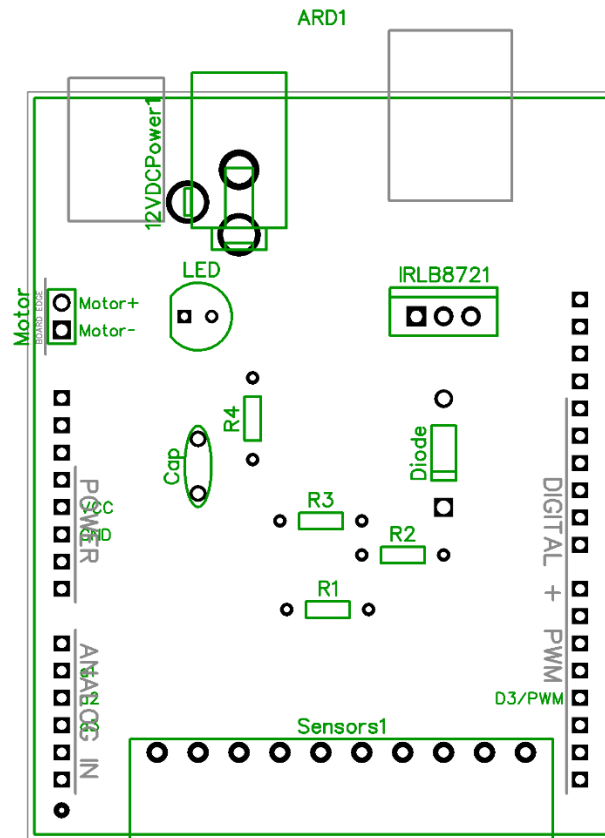 ARD1
12VDCPower1
LED
IRLB8721
Motor
BOARD EDGE
Motor+
Motor-
R4
Cap
Diode
R3
R2
R1
POWER
VCC
GND
DIGITAL + PWM
ANALOG IN
D3/PWM
Sensors1